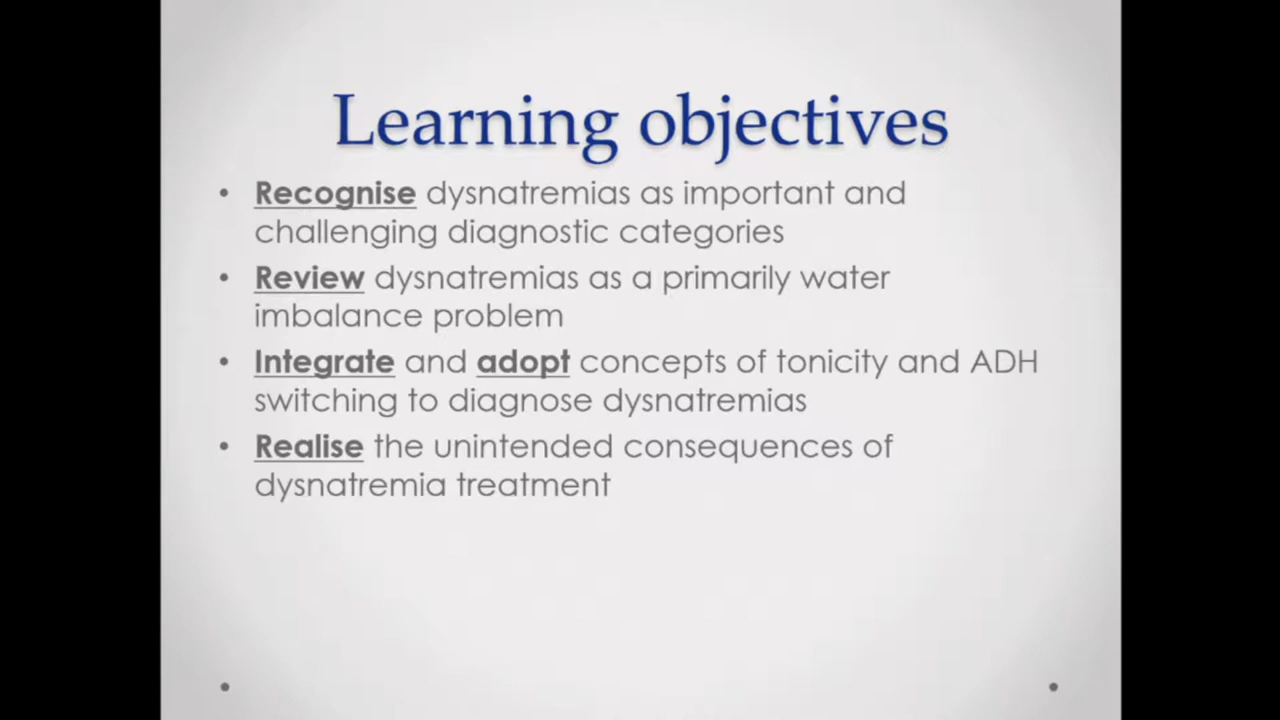 Learning objectives
• Recognise dysnatremias as important and
challenging diagnostic categories
• Review dysnatremias as a primarily water
imbalance problem
• Integrate and adopt concepts of tonicity and ADH
switching to diagnose dysnatremias
• Realise the unintended consequences of
dysnatremia treatment